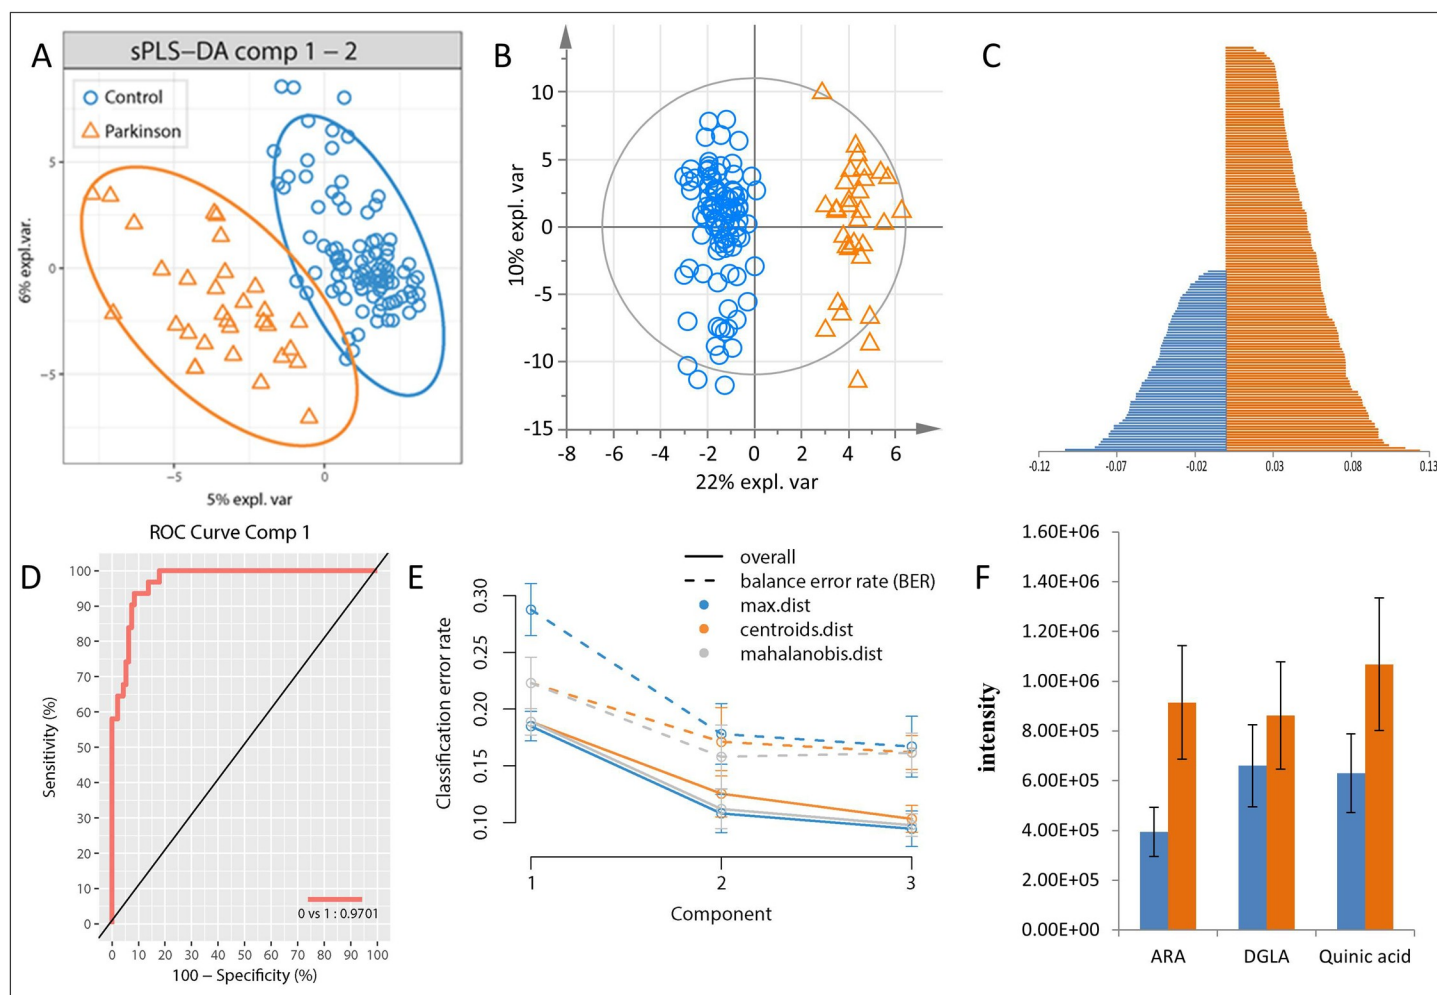 A
sPLS−DA comp 1 − 2
Control
Parkinson
5
0
−5
6% expl.var.
−5
0
5% expl. var
B
10
5
0
-5
-10
-15
10% expl. var
-8 -6 -4 -2 0 2 4 6
22% expl. var
C
-0.12 -0.07 -0.02 0.03 0.08 0.13
ROC Curve Comp 1
D
100
90
80
70
60
50
40
30
20
10
0
Sensitivity (%)
0 vs 1 : 0.9701
0 10 20 30 40 50 60 70 80 90 100
100 − Specificity (%)
E
overall
balance error rate (BER)
max.dist
centroids.dist
mahalanobis.dist
0.30
0.25
0.20
0.15
0.10
Classification error rate
1 2 3
Component
F
1.60E+06
1.40E+06
1.20E+06
1.00E+06
8.00E+05
6.00E+05
4.00E+05
2.00E+05
0.00E+00
intensity
ARA DGLA Quinic acid